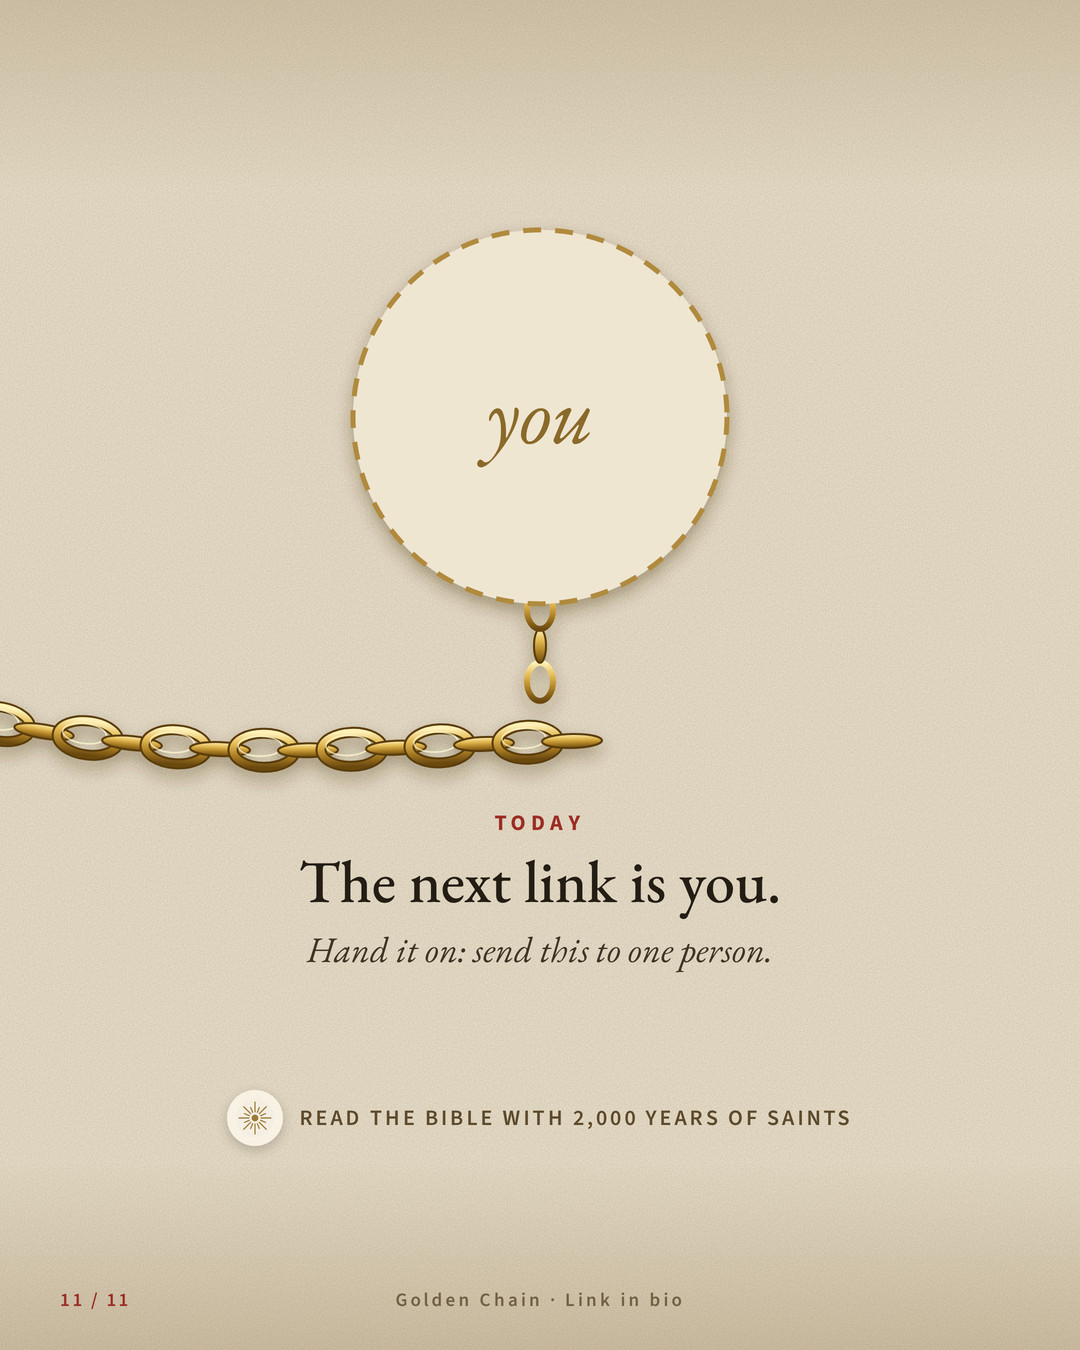 you
TODAY
The next link is you.
Hand it on: send this to one person.
READ THE BIBLE WITH 2,000 YEARS OF SAINTS
11 / 11
Golden Chain · Link in bio